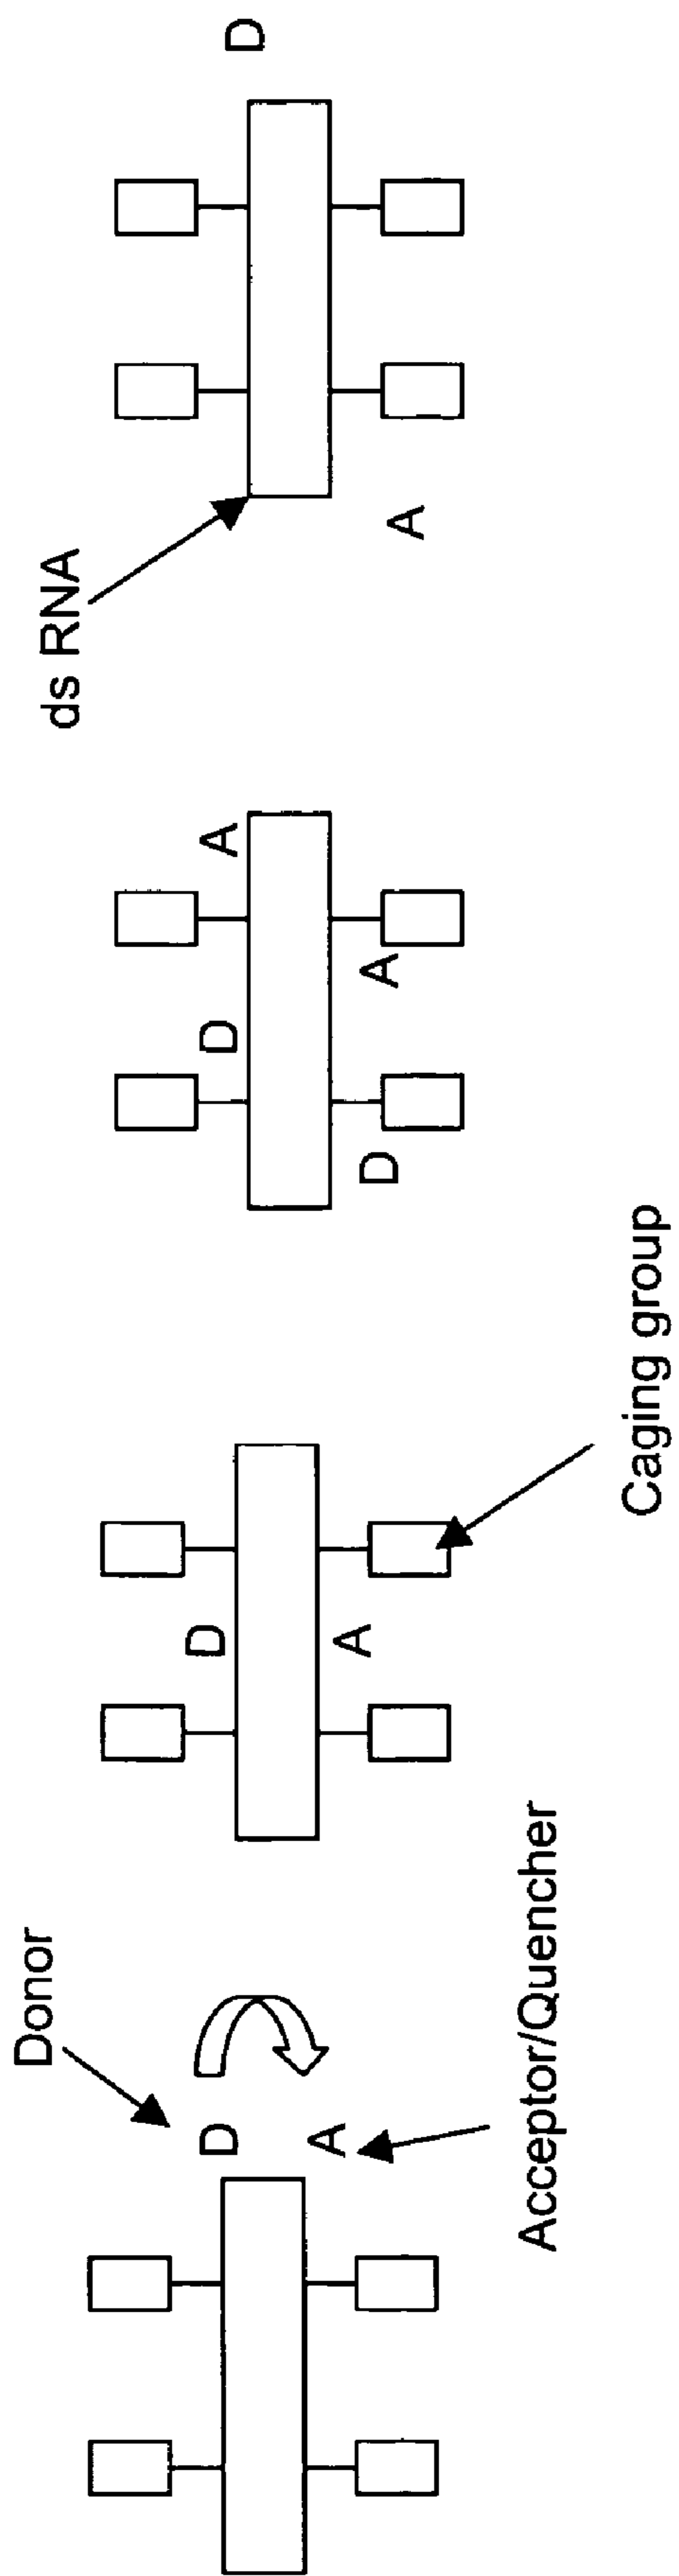 Donor
D
A
Acceptor/Quencher
D
A
Caging group
D
A
D
A
ds RNA
D
A